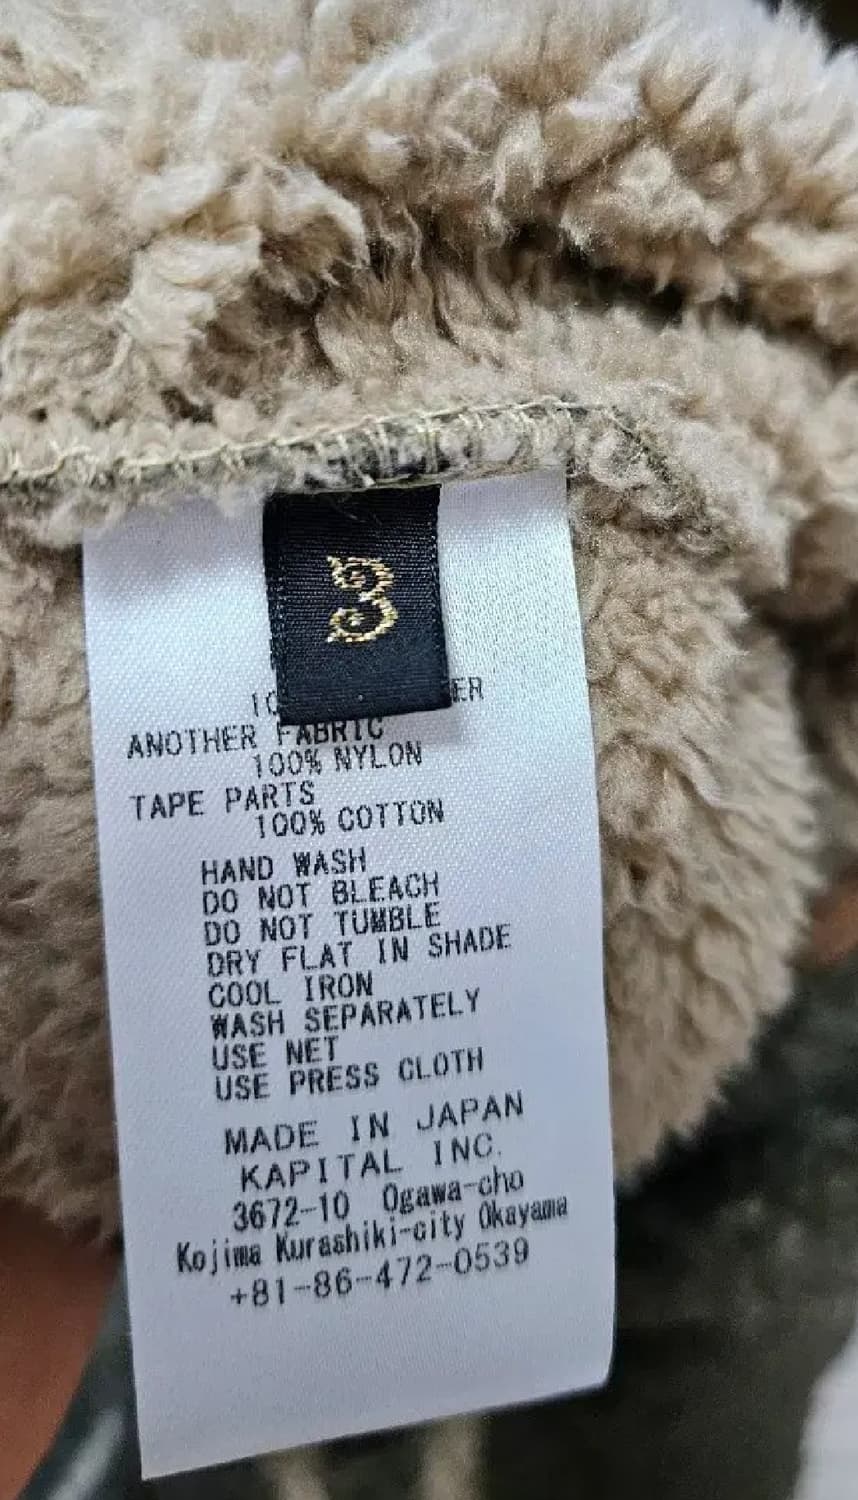 3
ANOTHER FABRIC
100% NYLON
TAPE PARTS
100% COTTON
HAND WASH
DO NOT BLEACH
DO NOT TUMBLE
DRY FLAT IN SHADE
COOL IRON
WASH SEPARATELY
USE NET
USE PRESS CLOTH
MADE IN JAPAN
KAPITAL INC.
3672-10 Ogawa-cho
Kojima Kurashiki-city Okayama
+81-86-472-0539